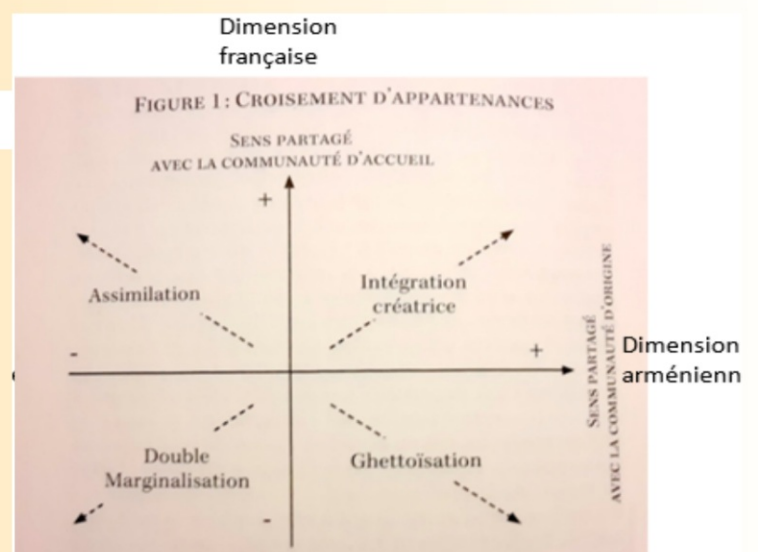 Dimension
française
FIGURE 1: CROISEMENT D'APPARTENANCES
SENS PARTAGÉ
AVEC LA COMMUNAUTÉ D'ACCUEIL
+
Assimilation
Intégration
créatrice
-
+
SENS PARTAGÉ
AVEC LA COMMUNAUTÉ D'ORIGINE
Dimension
arménienn
Double
Marginalisation
Ghettoïsation
-